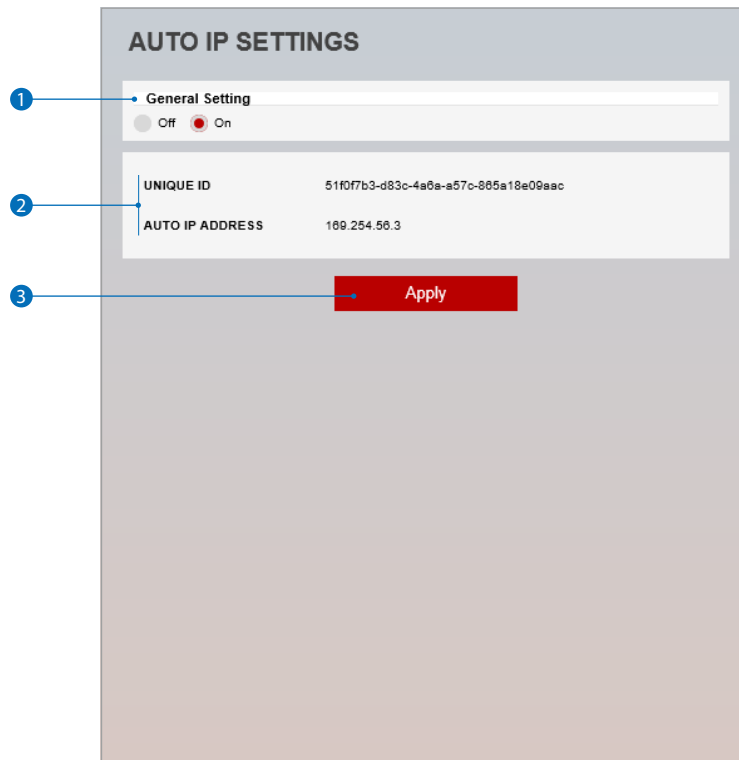 AUTO IP SETTINGS
1
General Setting
Off On
2
UNIQUE ID 51f0f7b3-d83c-4a6a-a57c-865a18e09aac
AUTO IP ADDRESS 169.254.56.3
3
Apply